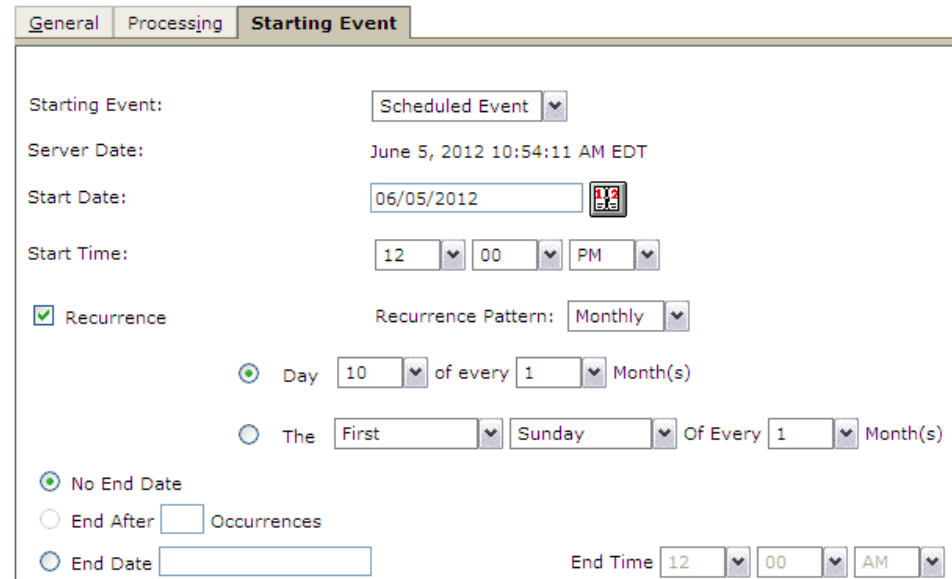 General Processing Starting Event
Starting Event: Scheduled Event
Server Date: June 5, 2012 10:54:11 AM EDT
Start Date: 06/05/2012
Start Time: 12 00 PM
Recurrence Recurrence Pattern: Monthly
Day 10 of every 1 Month(s)
The First Sunday Of Every 1 Month(s)
No End Date
End After Occurrences
End Date End Time 12 00 AM